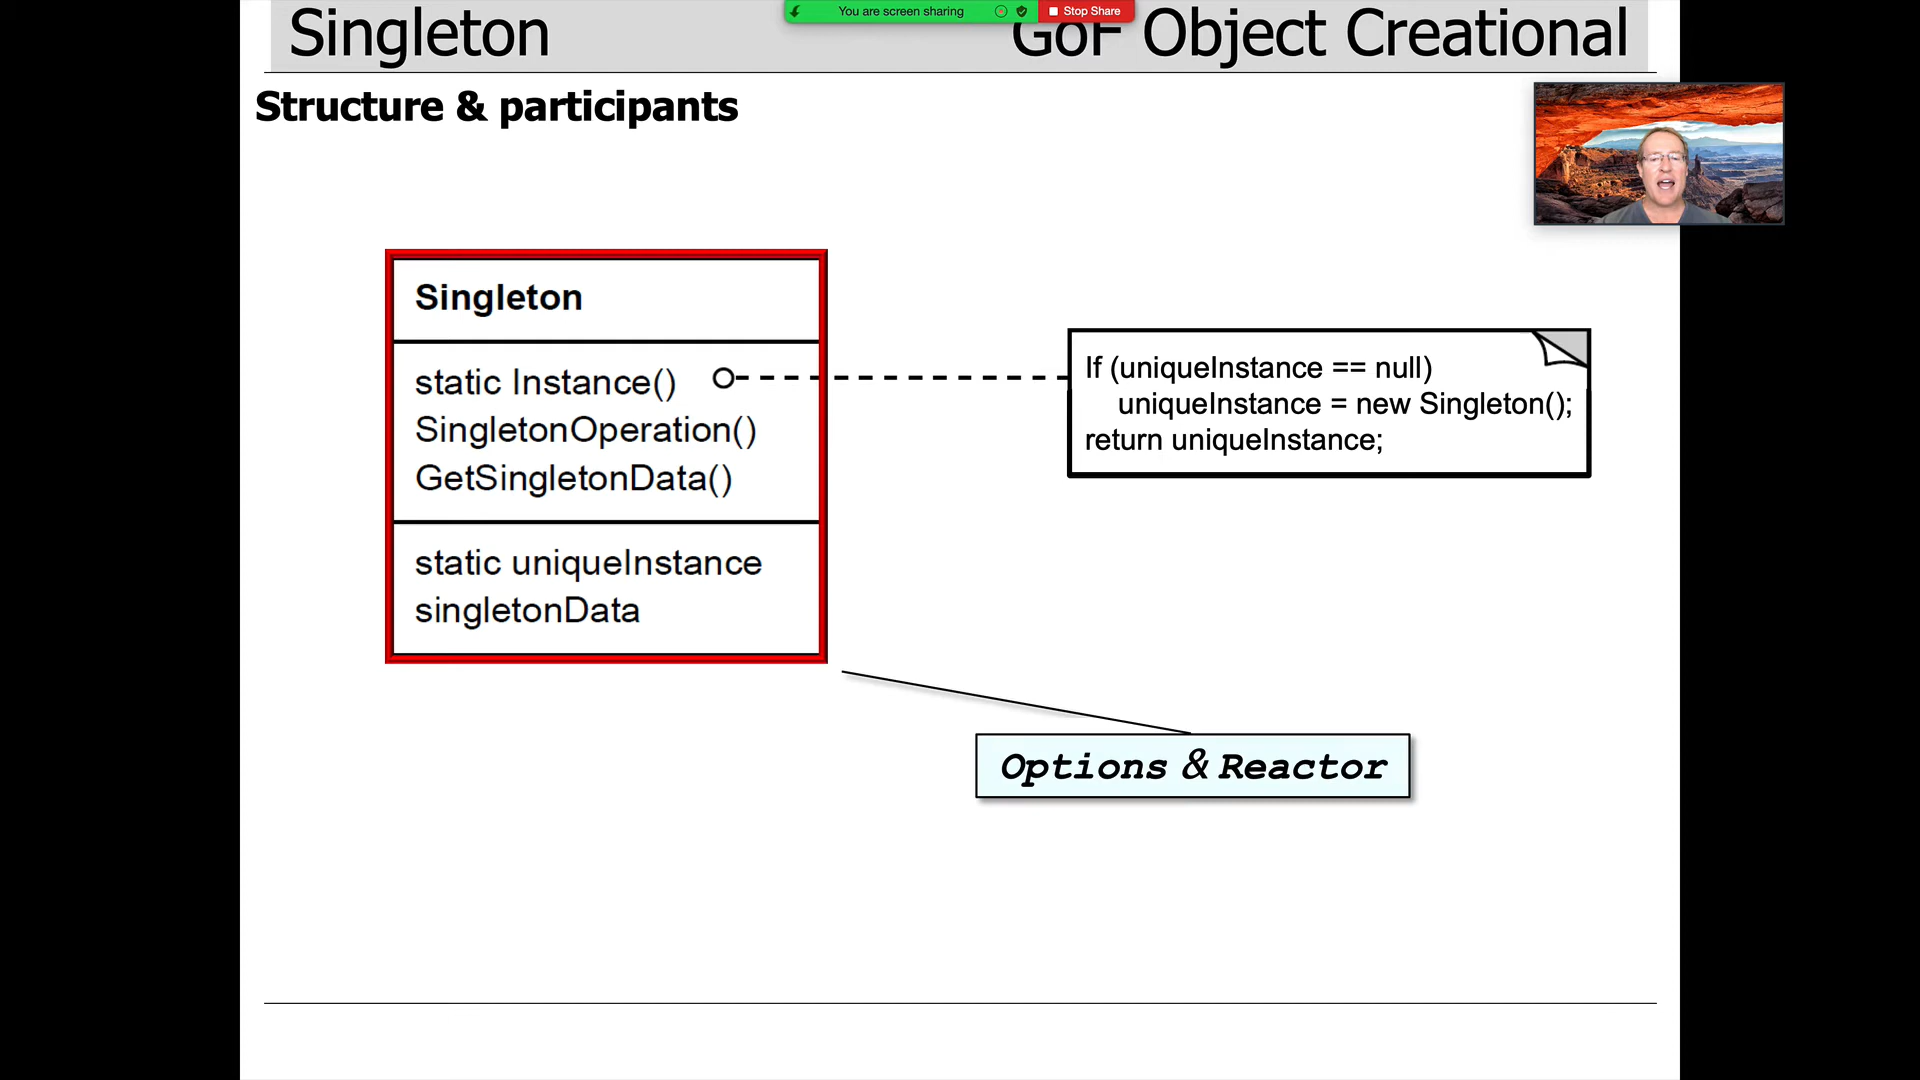 You are screen sharing
Stop Share
Singleton
GoF Object Creational
Structure & participants
Singleton
static Instance()
SingletonOperation()
GetSingletonData()
static uniqueInstance
singletonData
If (uniqueInstance == null)
uniqueInstance = new Singleton();
return uniqueInstance;
Options & Reactor